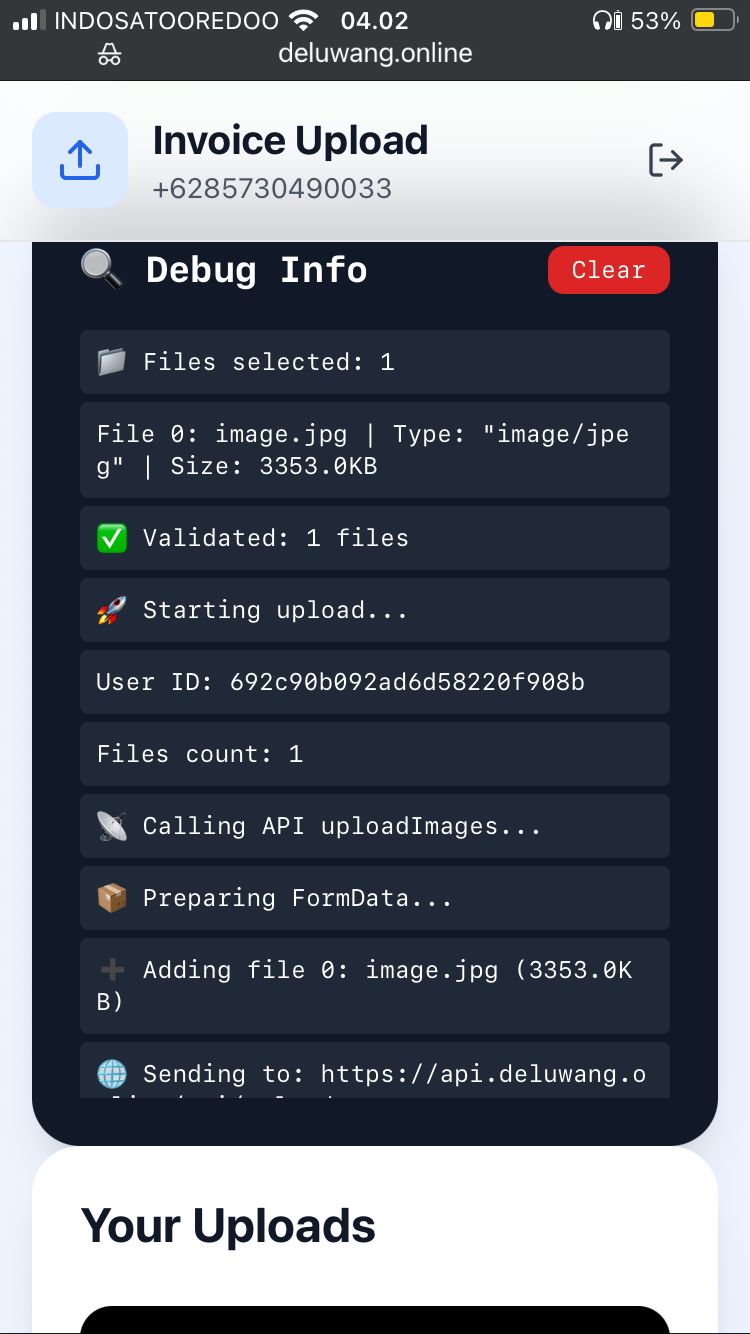 INDOSATOOREDOO 04.02 53%
deluwang.online
Invoice Upload
+6285730490033
🔍 Debug Info
Clear
📁 Files selected: 1
File 0: image.jpg | Type: "image/jpe
g" | Size: 3353.0KB
✅ Validated: 1 files
🚀 Starting upload...
User ID: 692c90b092ad6d58220f908b
Files count: 1
📡 Calling API uploadImages...
📦 Preparing FormData...
➕ Adding file 0: image.jpg (3353.0K
B)
🌐 Sending to: https://api.deluwang.o
Your Uploads